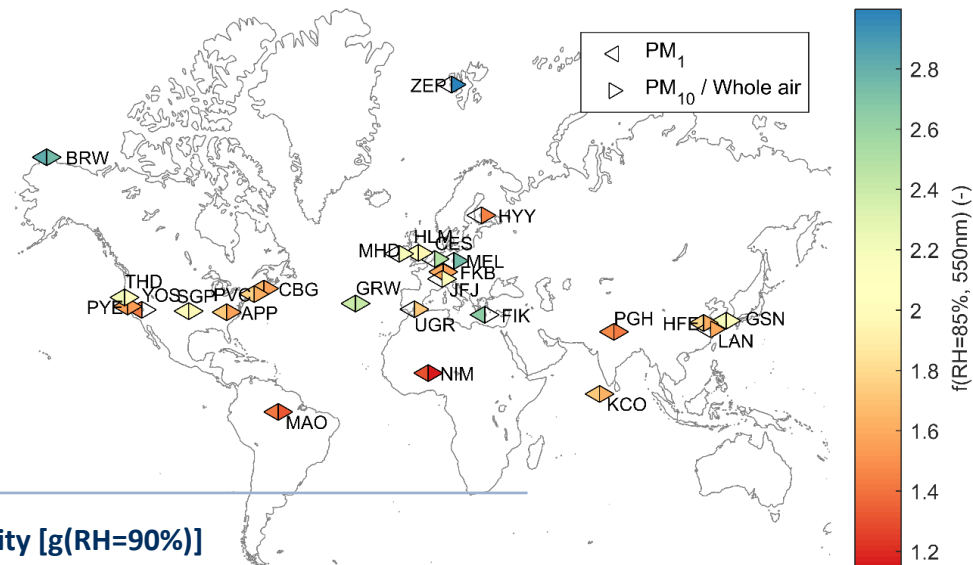 PM1
PM10 / Whole air
ZEP
BRW
HYY
HLM
CES
MHD
MEL
FKB
JFJ
THD
PYE
YOS
SGP
PVC
CBG
APP
GRW
UGR
FIK
PGH
HFE
GSN
LAN
NIM
KCO
MAO
2.8
2.6
2.4
2.2
2
1.8
1.6
1.4
1.2
f(RH=85%, 550nm) (-)
ity [g(RH=90%)]